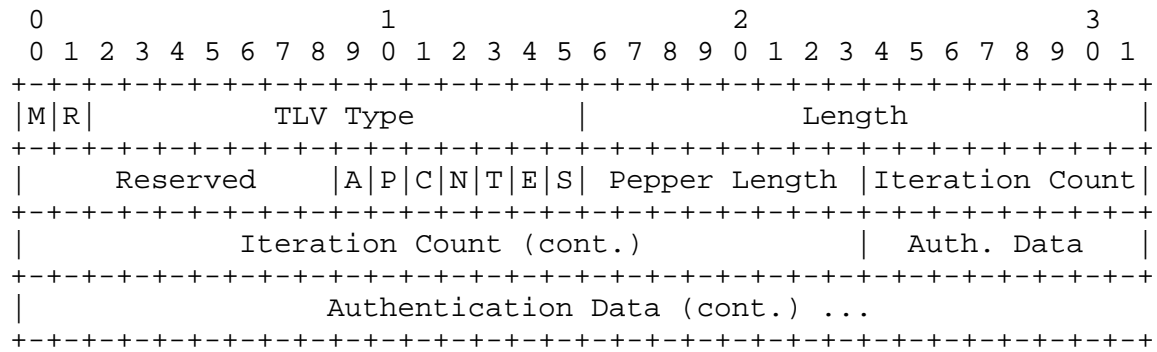 0                   1                   2                   3
 0 1 2 3 4 5 6 7 8 9 0 1 2 3 4 5 6 7 8 9 0 1 2 3 4 5 6 7 8 9 0 1
+-+-+-+-+-+-+-+-+-+-+-+-+-+-+-+-+-+-+-+-+-+-+-+-+-+-+-+-+-+-+-+-+
|M|R|          TLV Type         |            Length             |
+-+-+-+-+-+-+-+-+-+-+-+-+-+-+-+-+-+-+-+-+-+-+-+-+-+-+-+-+-+-+-+-+
|     Reserved    |A|P|C|N|T|E|S| Pepper Length |Iteration Count|
+-+-+-+-+-+-+-+-+-+-+-+-+-+-+-+-+-+-+-+-+-+-+-+-+-+-+-+-+-+-+-+-+
|            Iteration Count (cont.)            |  Auth. Data   |
+-+-+-+-+-+-+-+-+-+-+-+-+-+-+-+-+-+-+-+-+-+-+-+-+-+-+-+-+-+-+-+-+
|                 Authentication Data (cont.) ...
+-+-+-+-+-+-+-+-+-+-+-+-+-+-+-+-+-+-+-+-+-+-+-+-+-+-+-+-+-+-+-+-+